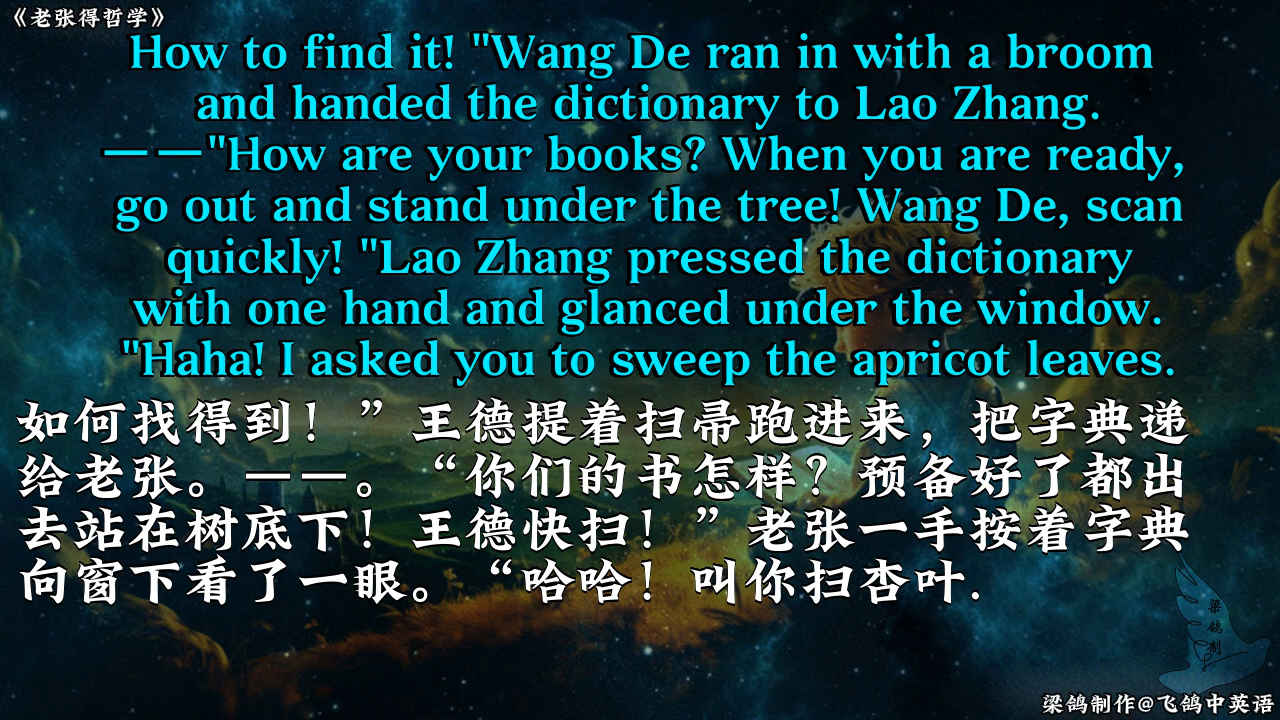 《老张得哲学》
How to find it! "Wang De ran in with a broom
and handed the dictionary to Lao Zhang.
——"How are your books? When you are ready,
go out and stand under the tree! Wang De, scan
quickly! "Lao Zhang pressed the dictionary
with one hand and glanced under the window.
"Haha! I asked you to sweep the apricot leaves.
如何找得到！”王德提着扫帚跑进来，把字典递
给老张。——。“你们的书怎样？预备好了都出
去站在树底下！王德快扫！”老张一手按着字典
向窗下看了一眼。“哈哈！叫你扫杏叶.
梁鸽制
梁鸽制作@飞鸽中英语